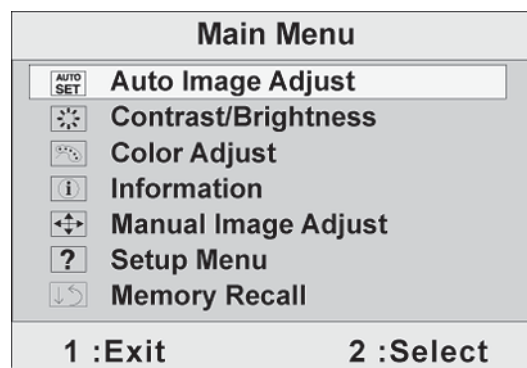 Main Menu
AUTO SET Auto Image Adjust
Contrast/Brightness
Color Adjust
i Information
Manual Image Adjust
? Setup Menu
Memory Recall
1 :Exit 2 :Select